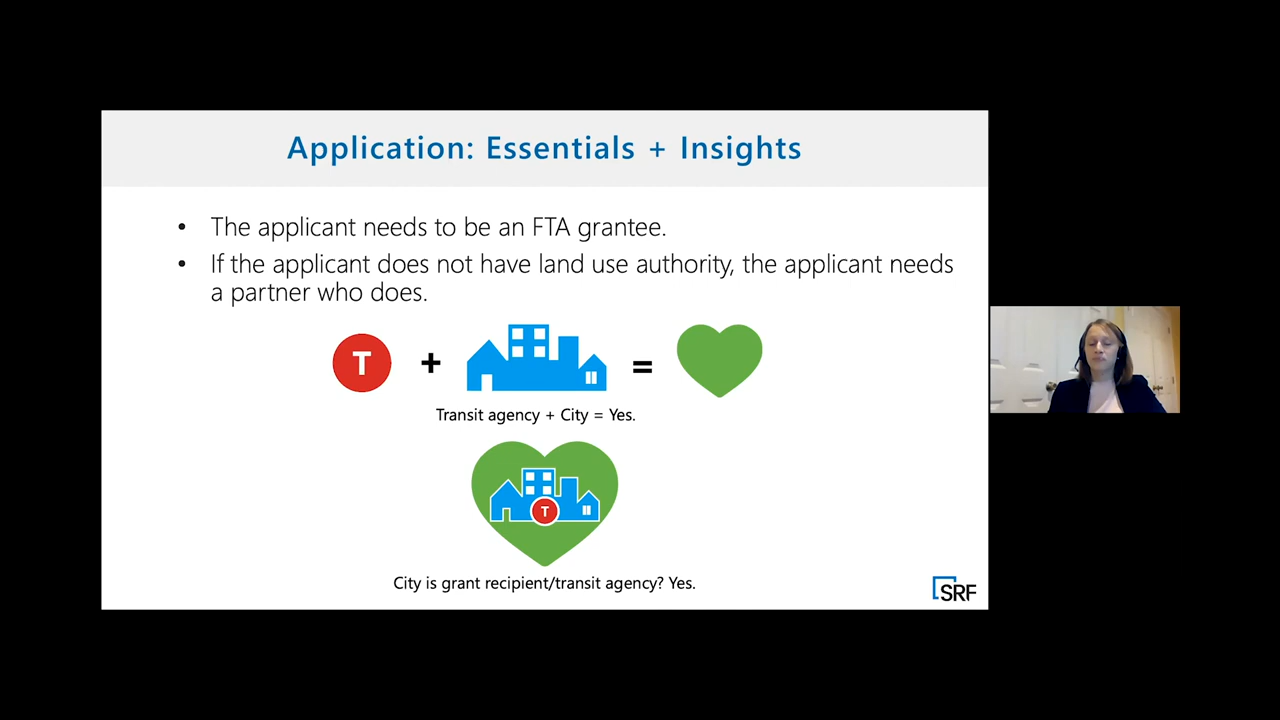 Application: Essentials + Insights
• The applicant needs to be an FTA grantee.
• If the applicant does not have land use authority, the applicant needs
a partner who does.
T + =
Transit agency + City = Yes.
T
City is grant recipient/transit agency? Yes.
SRF